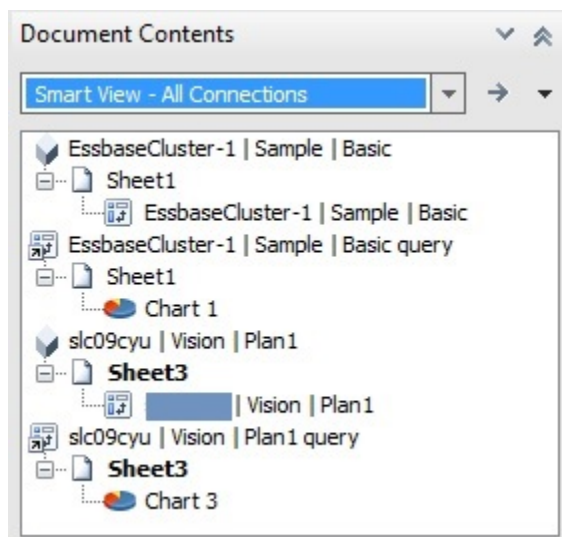 Document Contents
Smart View - All Connections
EssbaseCluster-1 | Sample | Basic
Sheet1
EssbaseCluster-1 | Sample | Basic
EssbaseCluster-1 | Sample | Basic query
Sheet1
Chart 1
slc09cyu | Vision | Plan1
Sheet3
| Vision | Plan1
slc09cyu | Vision | Plan1 query
Sheet3
Chart 3